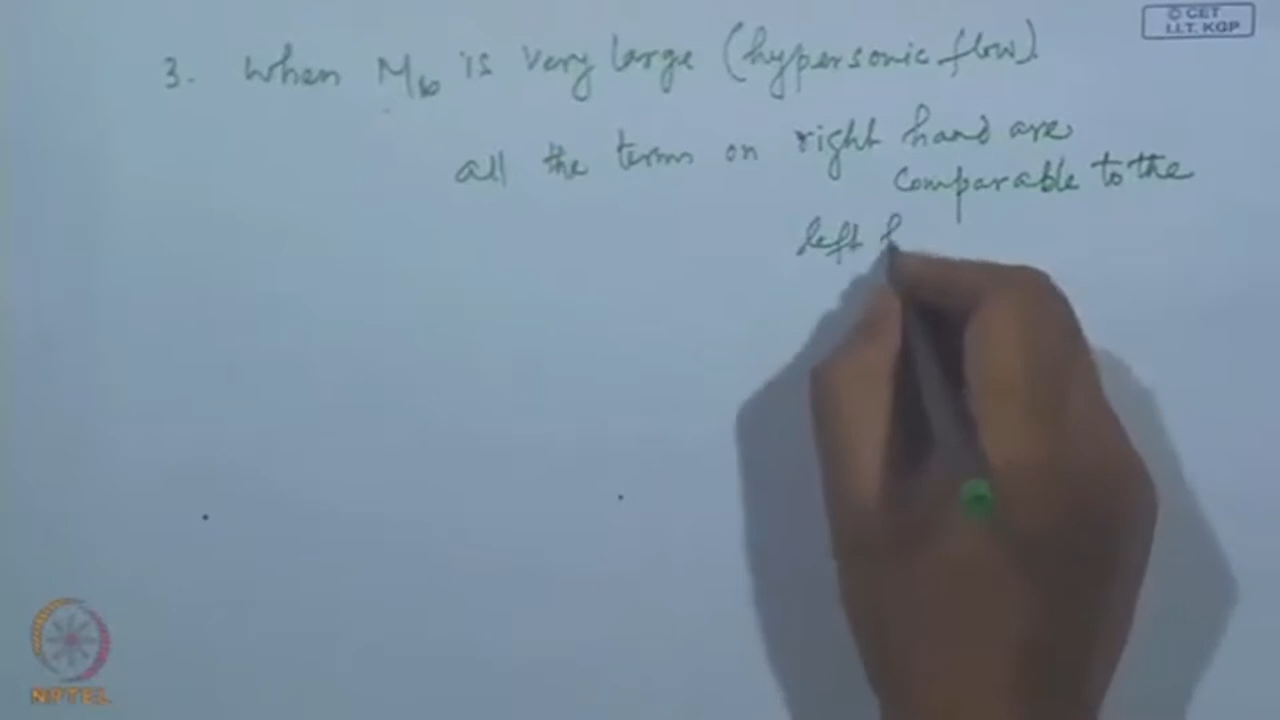 © CET
I.I.T. KGP
3. When M∞ is very large (hypersonic flow)
all the terms on right hand are
comparable to the
left h
NPTEL